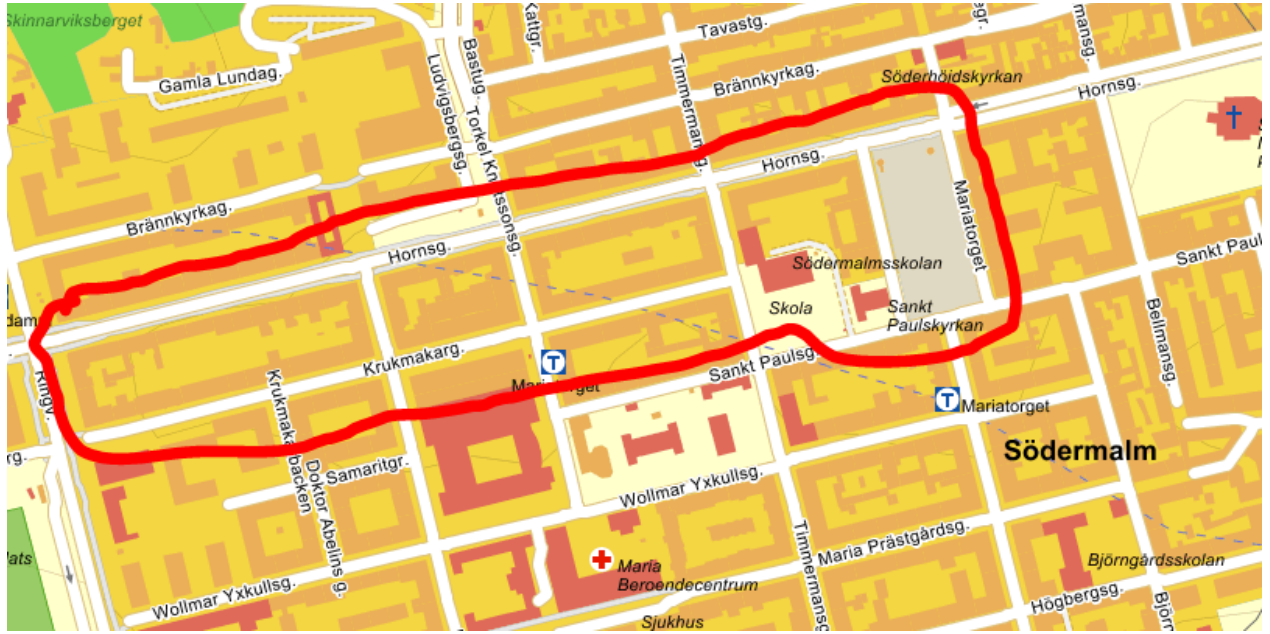 Skinnarviksberget
Gamla Lundag.
Ludvigsbergsg.
Bastug.
Torkel Knutssonsg.
Kattgr.
Timmermansg.
Tavastg.
Brännkyrkag.
Söderhöjdskyrkan
Hornsg.
Brännkyrkag.
Hornsg.
Hornsg.
Mariatorget
Södermalmsskolan
Skola
Sankt
Paulskyrkan
Sankt Pauls
Bellmansg.
Ringv.
Krukmakarg.
Mariatorget
Sankt Paulsg.
Mariatorget
Södermalm
Krukmakarbacken
Doktor Abelins g.
Samaritgr.
Wollmar Yxkullsg.
Wollmar Yxkullsg.
Maria
Beroendecentrum
Sjukhus
Timmermansg.
Maria Prästgårdsg.
Björngårdsskolan
Högbergsg.